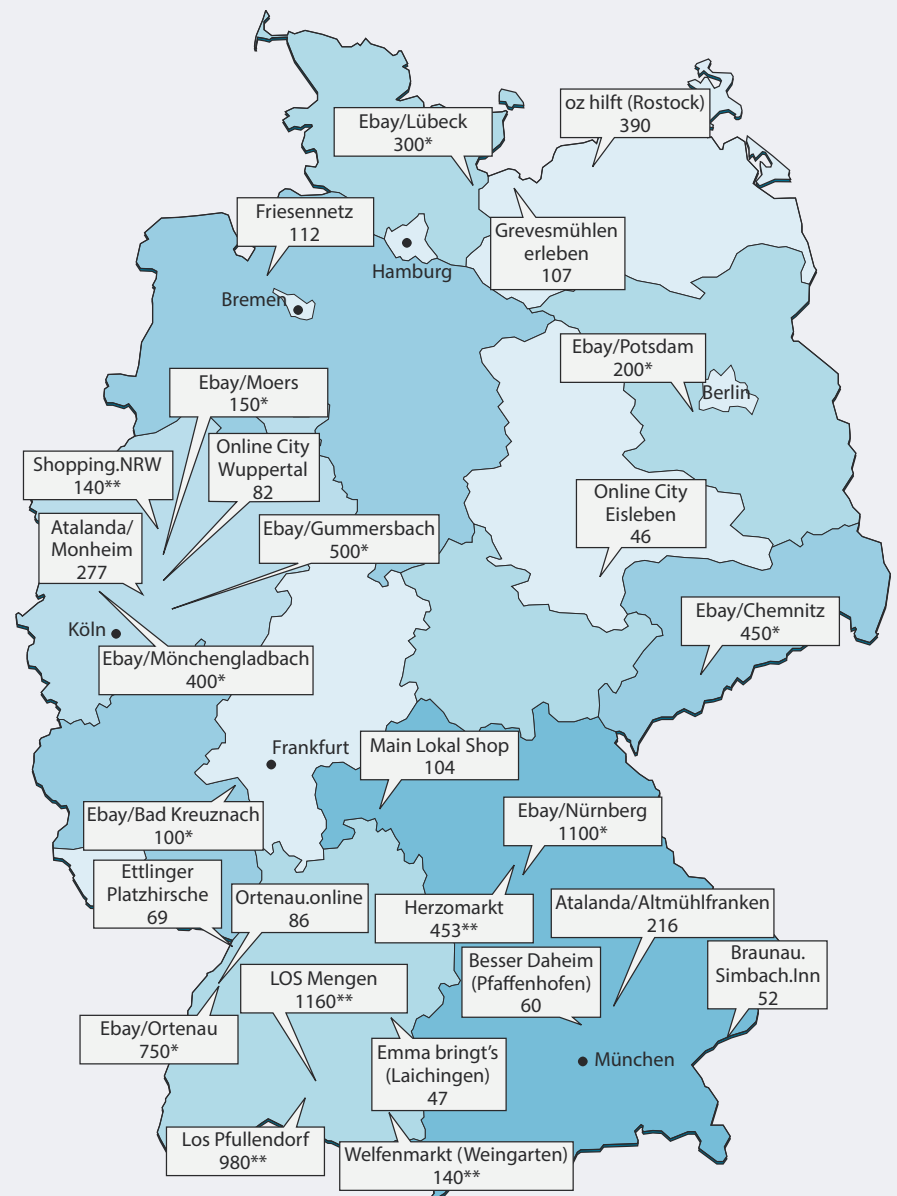 oz hilft (Rostock)
390
Ebay/Lübeck
300*
Friesennetz
112
Grevesmühlen
erleben
107
Hamburg
Bremen
Ebay/Potsdam
200*
Berlin
Ebay/Moers
150*
Online City
Wuppertal
82
Shopping.NRW
140**
Online City
Eisleben
46
Atalanda/
Monheim
277
Ebay/Gummersbach
500*
Ebay/Chemnitz
450*
Köln
Ebay/Mönchengladbach
400*
Frankfurt
Main Lokal Shop
104
Ebay/Bad Kreuznach
100*
Ebay/Nürnberg
1100*
Ettlinger
Platzhirsche
69
Ortenau.online
86
Herzomarkt
453**
Atalanda/Altmühlfranken
216
Besser Daheim
(Pfaffenhofen)
60
Braunau.
Simbach.Inn
52
LOS Mengen
1160**
Ebay/Ortenau
750*
Emma bringt's
(Laichingen)
47
München
Los Pfullendorf
980**
Welfenmarkt (Weingarten)
140**